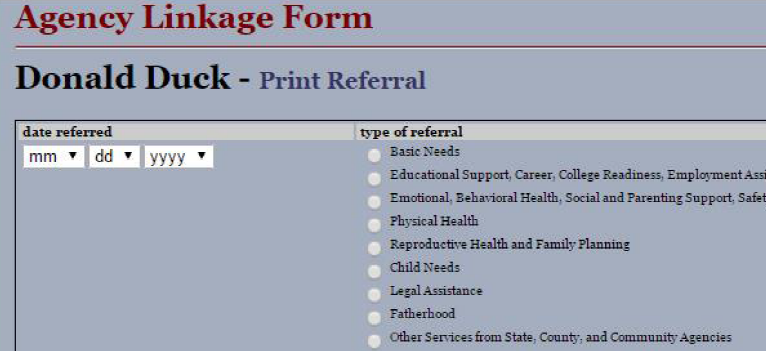 Agency Linkage Form
Donald Duck - Print Referral
date referred
type of referral
mm dd yyyy
Basic Needs
Educational Support, Career, College Readiness, Employment Assi
Emotional, Behavioral Health, Social and Parenting Support, Safet
Physical Health
Reproductive Health and Family Planning
Child Needs
Legal Assistance
Fatherhood
Other Services from State, County, and Community Agencies